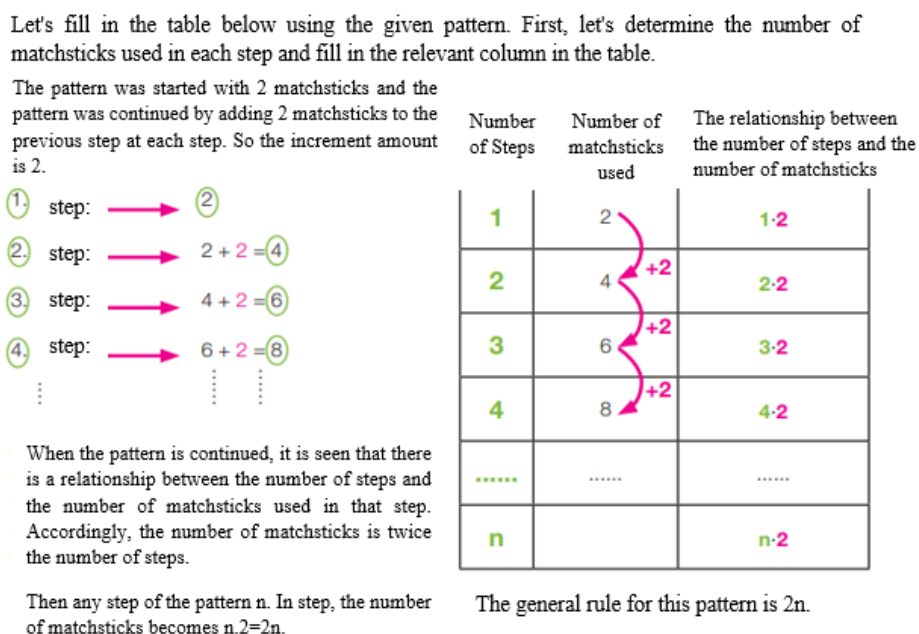 Let's fill in the table below using the given pattern. First, let's determine the number of
matchsticks used in each step and fill in the relevant column in the table.
The pattern was started with 2 matchsticks and the
pattern was continued by adding 2 matchsticks to the
previous step at each step. So the increment amount
is 2.
1. step: 2
2. step: 2 + 2 = 4
3. step: 4 + 2 = 6
4. step: 6 + 2 = 8
When the pattern is continued, it is seen that there
is a relationship between the number of steps and
the number of matchsticks used in that step.
Accordingly, the number of matchsticks is twice
the number of steps.
Then any step of the pattern n. In step, the number
of matchsticks becomes n.2=2n.
Number
of Steps
Number of
matchsticks
used
The relationship between
the number of steps and the
number of matchsticks
1 2 1·2
+2
2 4 2·2
+2
3 6 3·2
+2
4 8 4·2
...... ...... ......
n n·2
The general rule for this pattern is 2n.